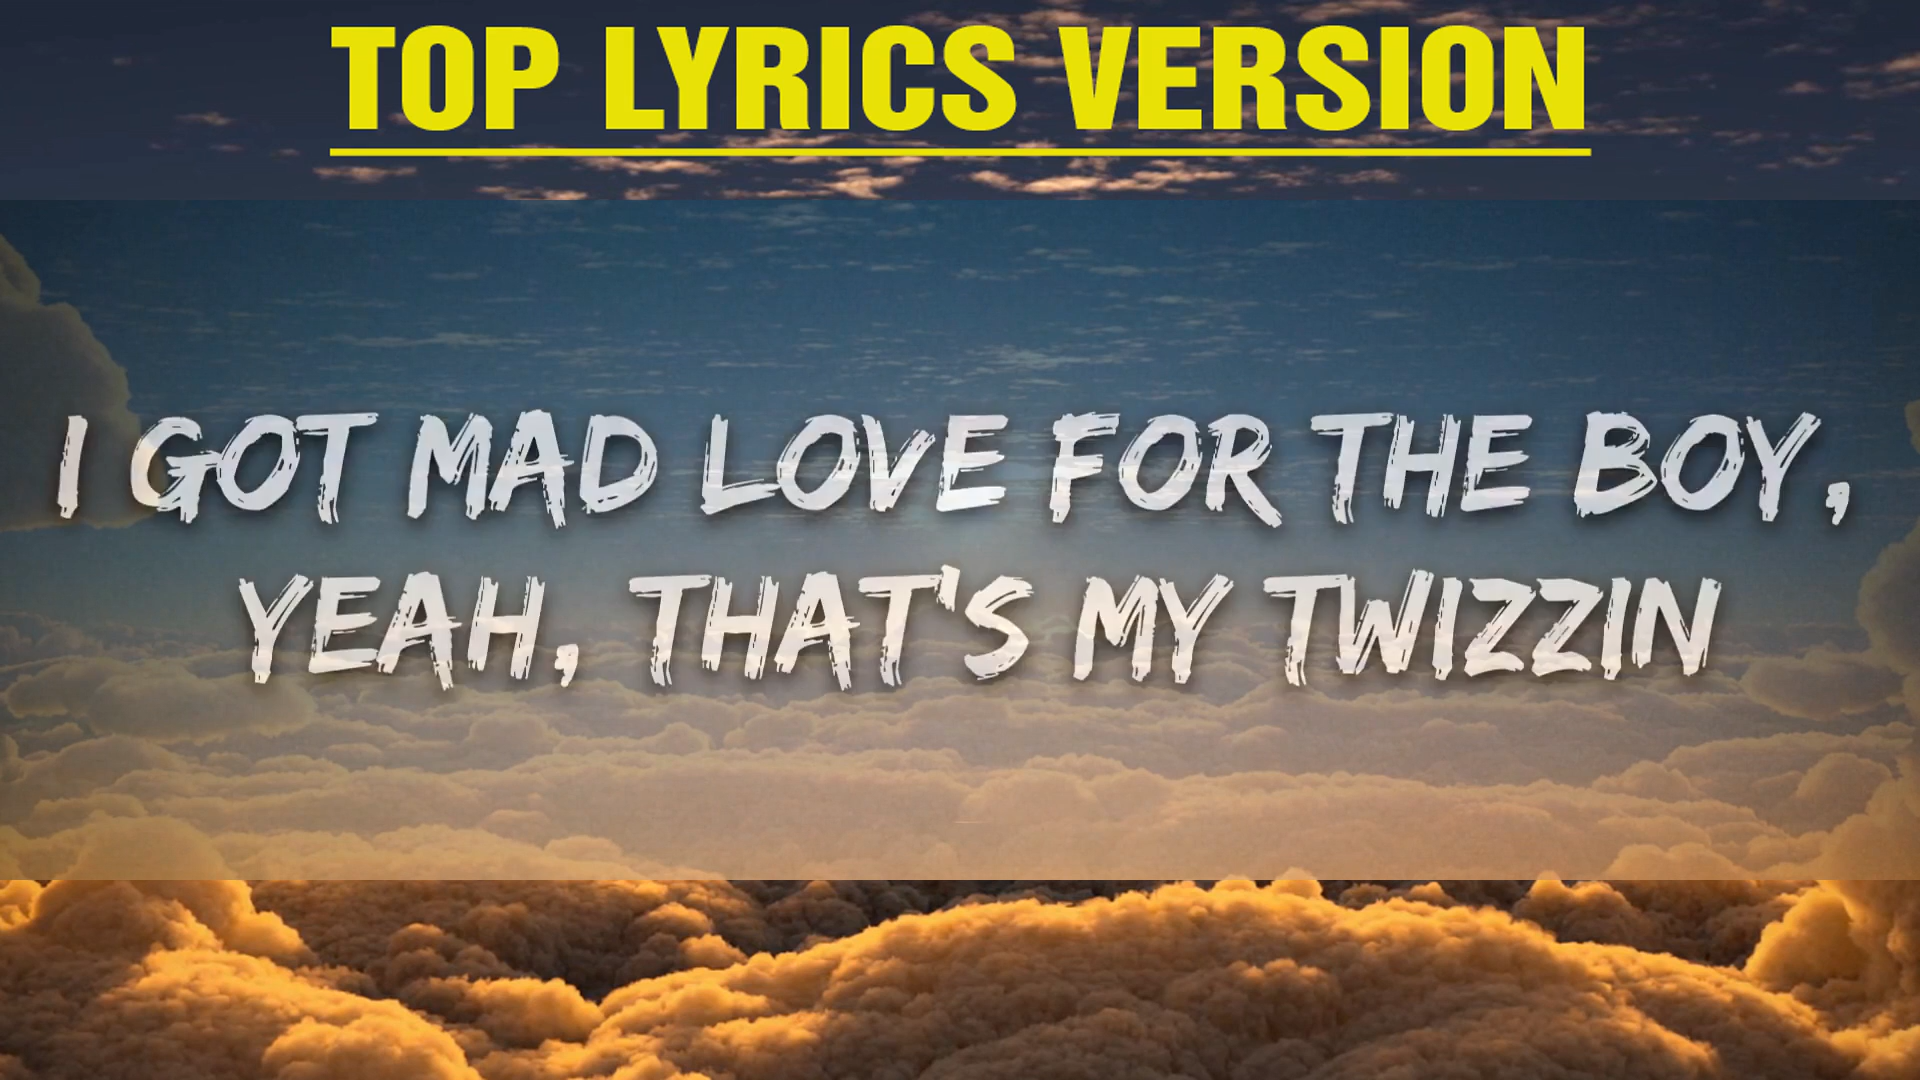 TOP LYRICS VERSION
I GOT MAD LOVE FOR THE BOY,
YEAH, THAT'S MY TWIZZIN